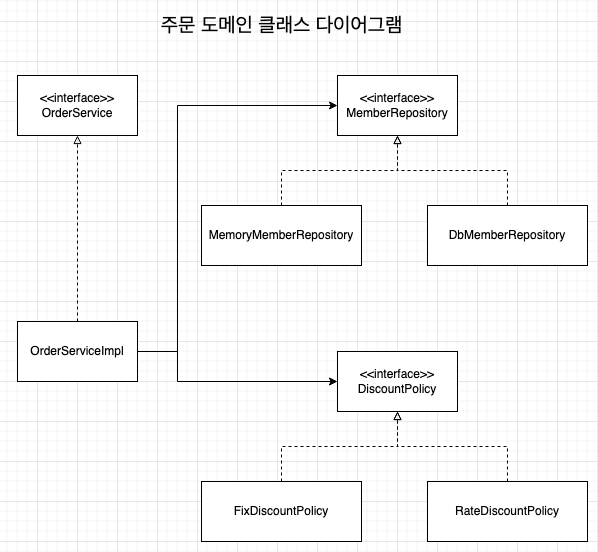 주문 도메인 클래스 다이어그램
<<interface>>
OrderService
<<interface>>
MemberRepository
MemoryMemberRepository
DbMemberRepository
OrderServiceImpl
<<interface>>
DiscountPolicy
FixDiscountPolicy
RateDiscountPolicy